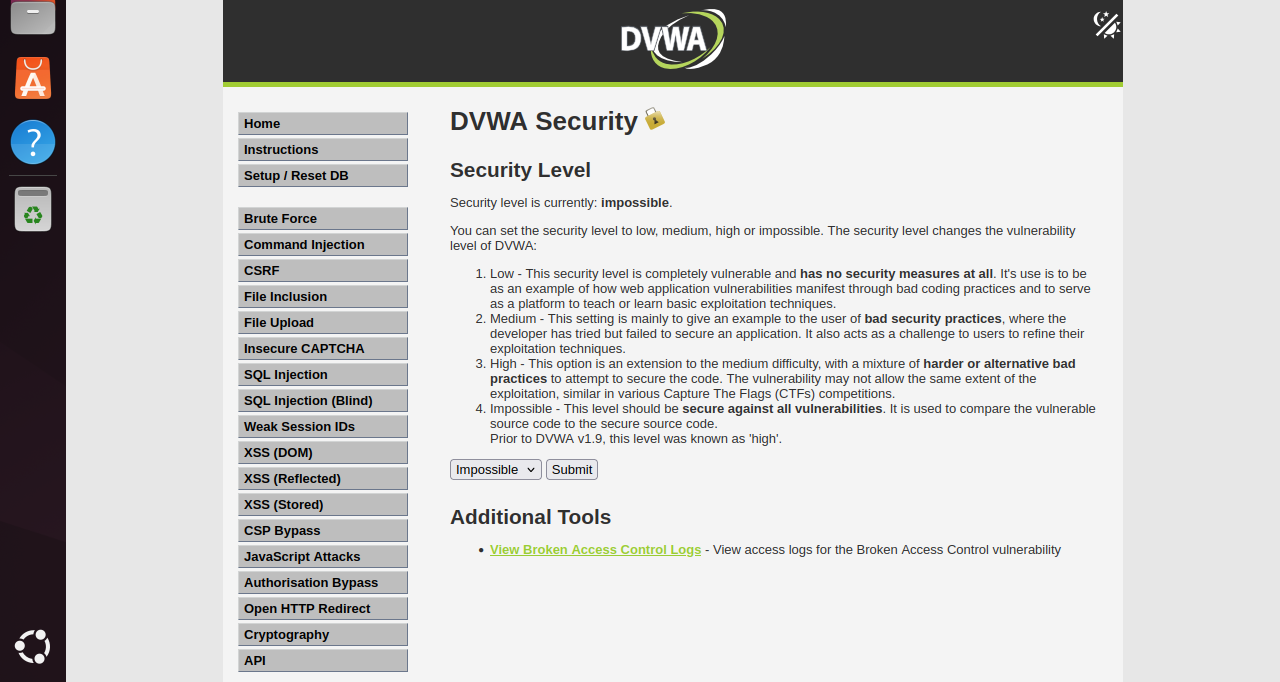 DVWA
Home
Instructions
Setup / Reset DB
Brute Force
Command Injection
CSRF
File Inclusion
File Upload
Insecure CAPTCHA
SQL Injection
SQL Injection (Blind)
Weak Session IDs
XSS (DOM)
XSS (Reflected)
XSS (Stored)
CSP Bypass
JavaScript Attacks
Authorisation Bypass
Open HTTP Redirect
Cryptography
API
DVWA Security
Security Level
Security level is currently: impossible.
You can set the security level to low, medium, high or impossible. The security level changes the vulnerability
level of DVWA:
1. Low - This security level is completely vulnerable and has no security measures at all. It's use is to be
as an example of how web application vulnerabilities manifest through bad coding practices and to serve
as a platform to teach or learn basic exploitation techniques.
2. Medium - This setting is mainly to give an example to the user of bad security practices, where the
developer has tried but failed to secure an application. It also acts as a challenge to users to refine their
exploitation techniques.
3. High - This option is an extension to the medium difficulty, with a mixture of harder or alternative bad
practices to attempt to secure the code. The vulnerability may not allow the same extent of the
exploitation, similar in various Capture The Flags (CTFs) competitions.
4. Impossible - This level should be secure against all vulnerabilities. It is used to compare the vulnerable
source code to the secure source code.
Prior to DVWA v1.9, this level was known as 'high'.
Impossible Submit
Additional Tools
• View Broken Access Control Logs - View access logs for the Broken Access Control vulnerability